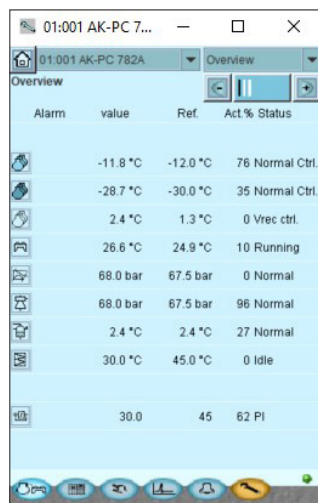 01:001 AK-PC 7...
01:001 AK-PC 782A Overview
Overview
Alarm value Ref. Act.% Status
-11.8 °C -12.0 °C 76 Normal Ctrl.
-28.7 °C -30.0 °C 35 Normal Ctrl.
2.4 °C 1.3 °C 0 Vrec ctrl.
26.6 °C 24.9 °C 10 Running
68.0 bar 67.5 bar 0 Normal
68.0 bar 67.5 bar 96 Normal
2.4 °C 2.4 °C 27 Normal
30.0 °C 45.0 °C 0 Idle
30.0 45 62 PI